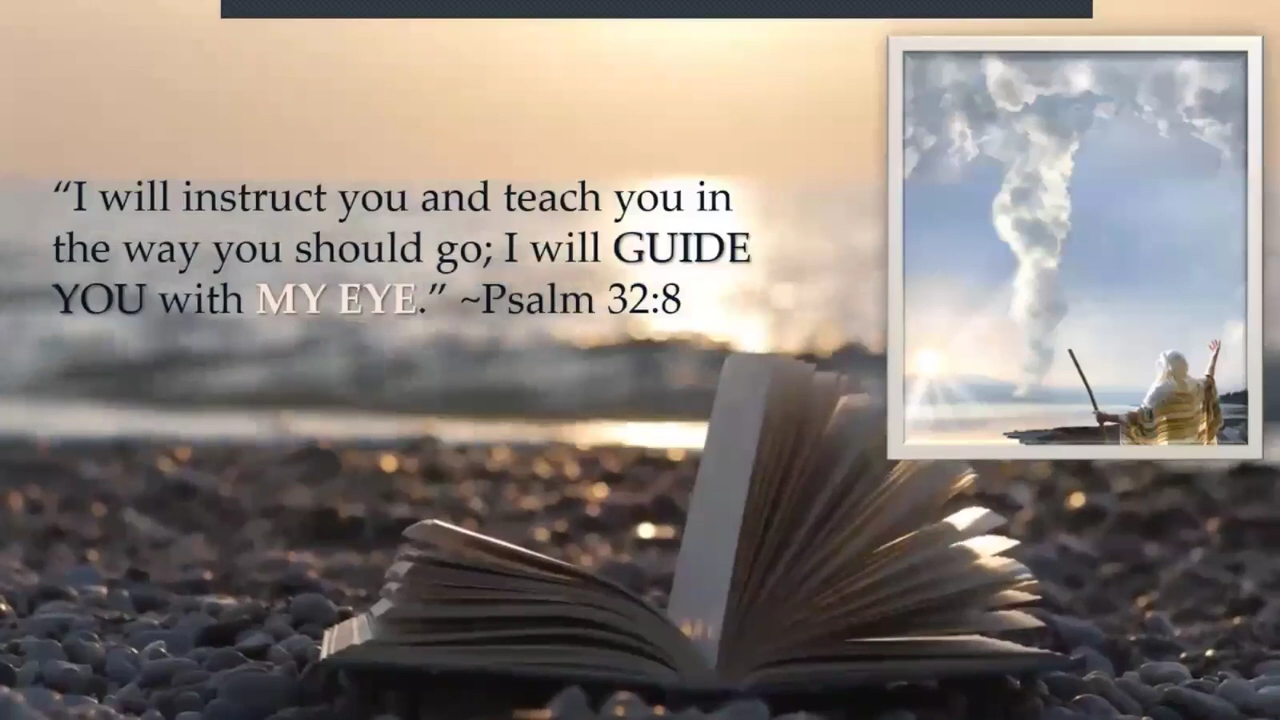 “I will instruct you and teach you in
the way you should go; I will GUIDE
YOU with MY EYE.” ~Psalm 32:8